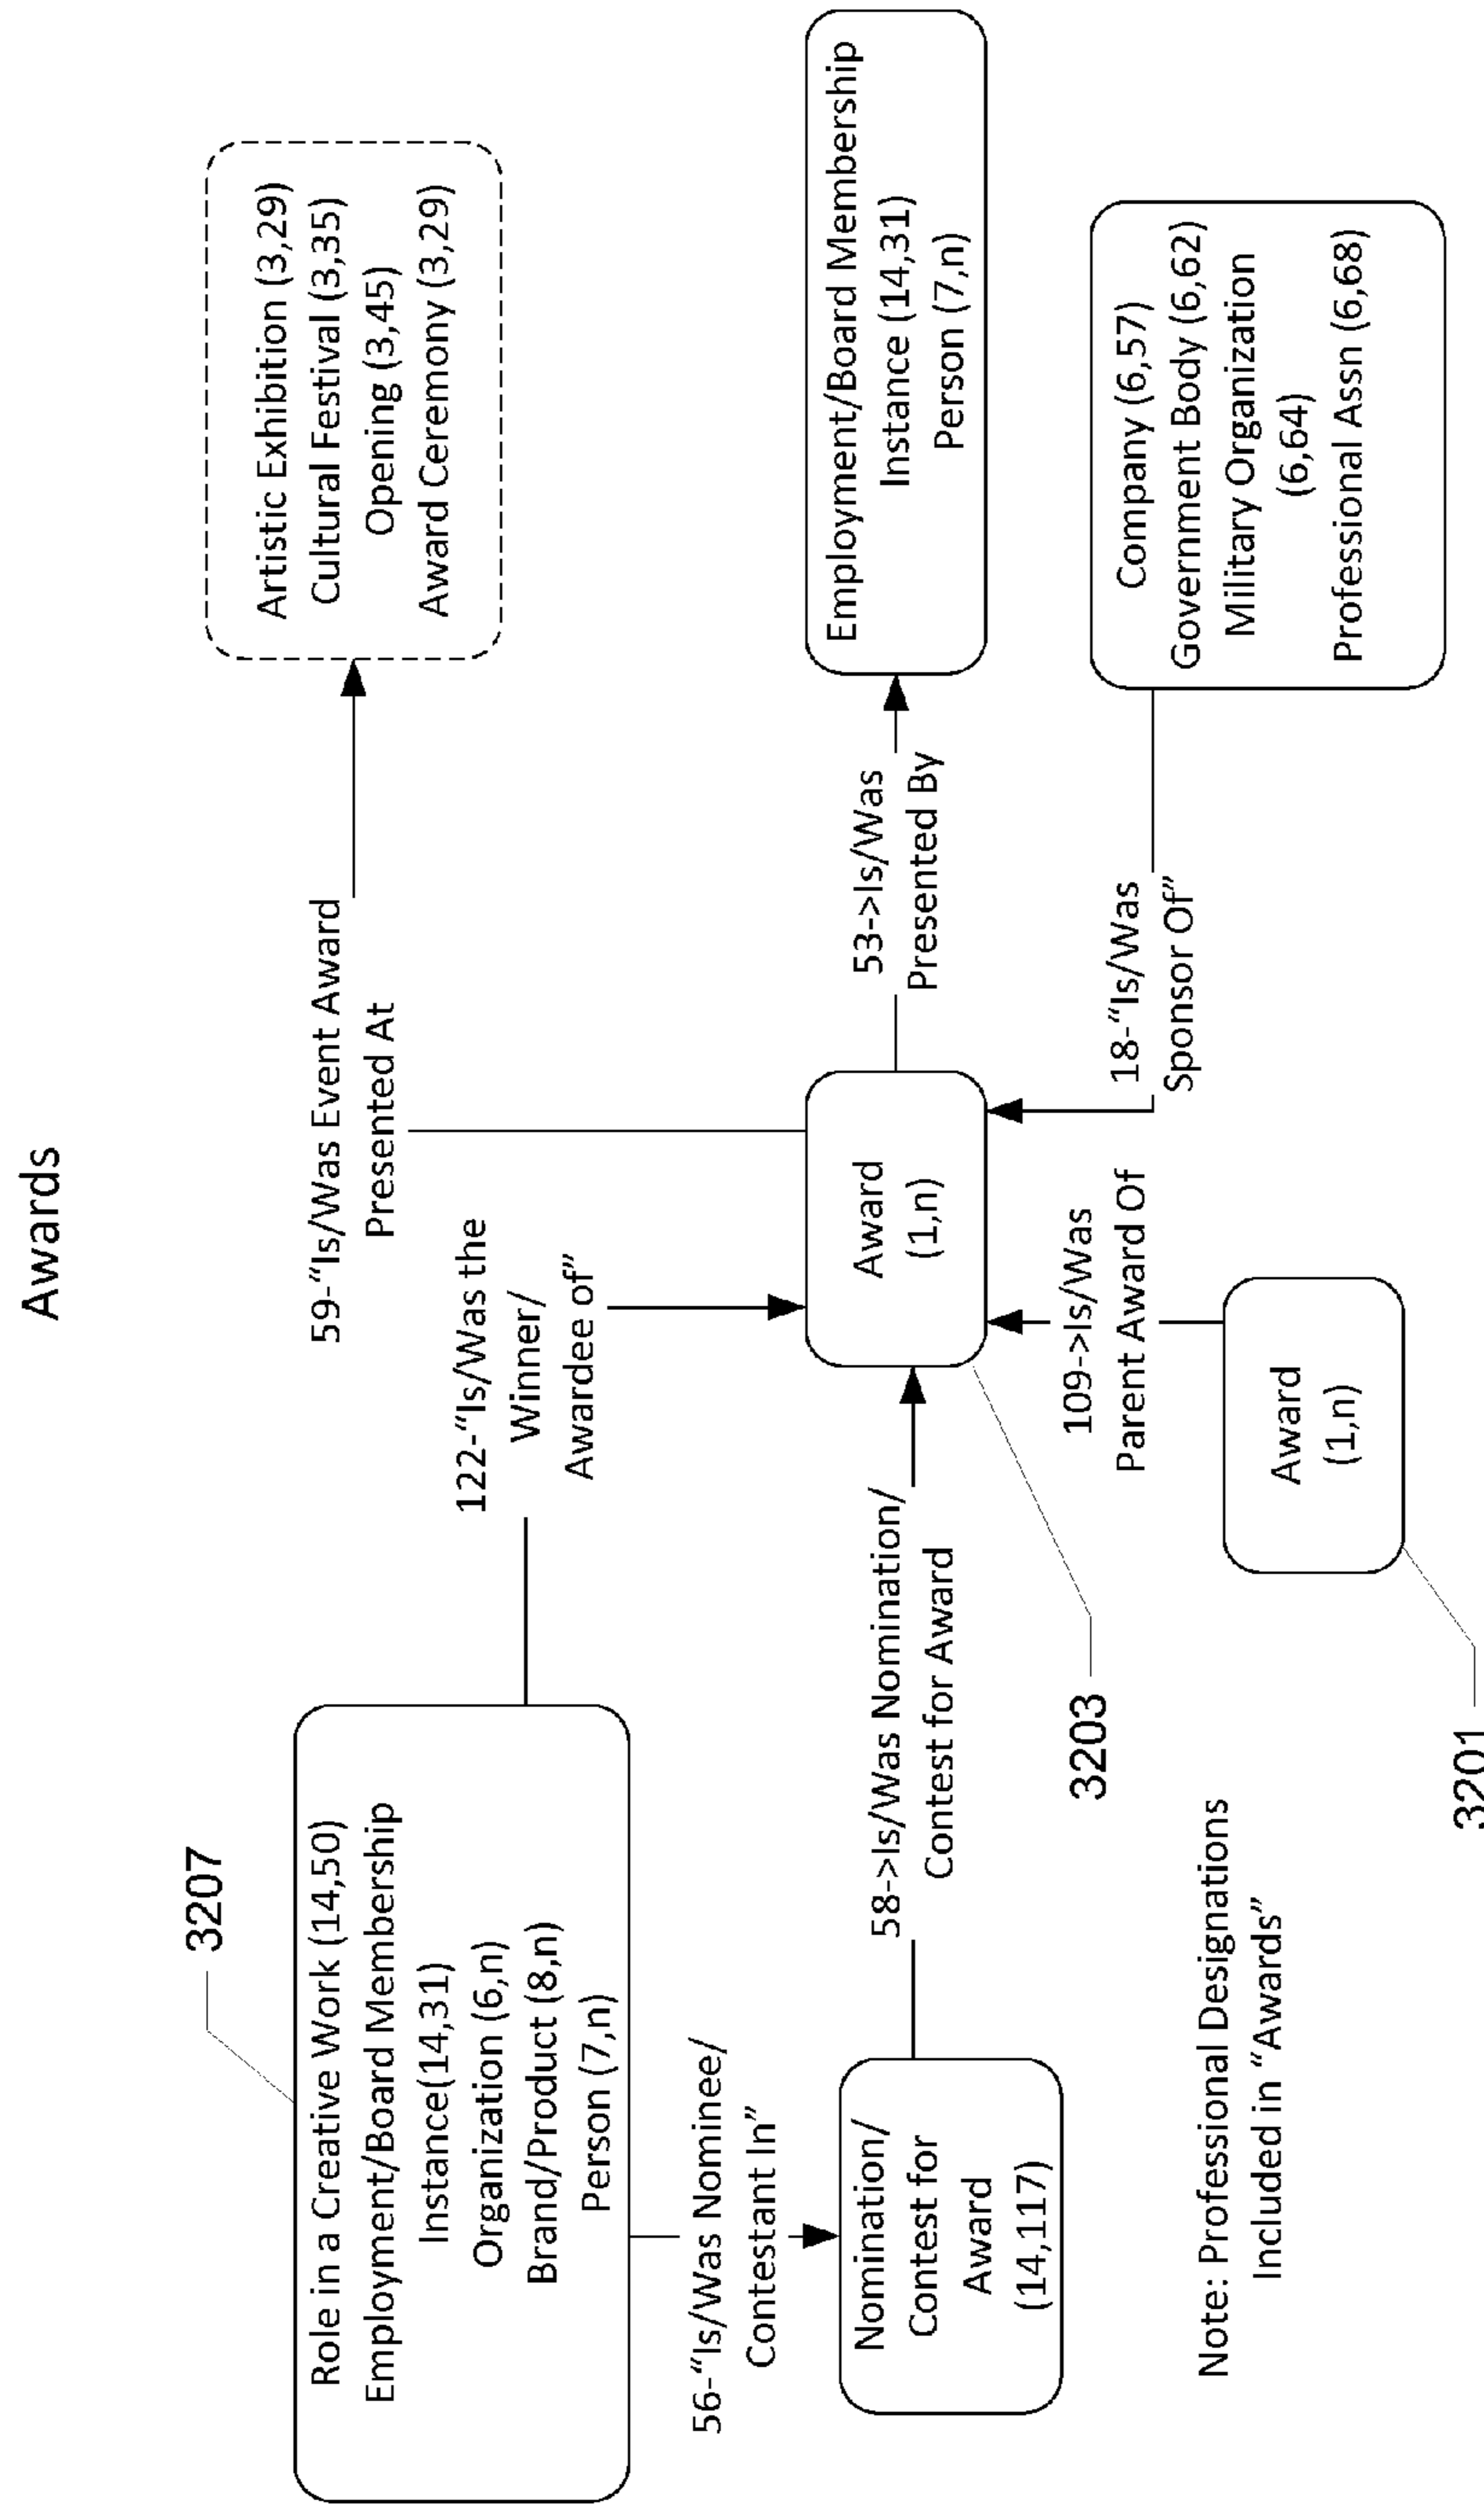 Awards
3207
Role in a Creative Work (14,50)
Employment/Board Membership
Instance(14,31)
Organization (6,n)
Brand/Product (8,n)
Person (7,n)
122-“Is/Was the
Winner/
Awardee of”
59-“Is/Was Event Award
Presented At
Artistic Exhibition (3,29)
Cultural Festival (3,35)
Opening (3,45)
Award Ceremony (3,29)
56-“Is/Was Nominee/
Contestant In”
Nomination/
Contest for
Award
(14,117)
58->Is/Was Nomination/
Contest for Award
Award
(1,n)
53->Is/Was
Presented By
Employment/Board Membership
Instance (14,31)
Person (7,n)
3203
109->Is/Was
Parent Award Of
18-“Is/Was
Sponsor Of”
Company (6,57)
Government Body (6,62)
Military Organization
(6,64)
Professional Assn (6,68)
Award
(1,n)
Note: Professional Designations
Included in “Awards”
3201